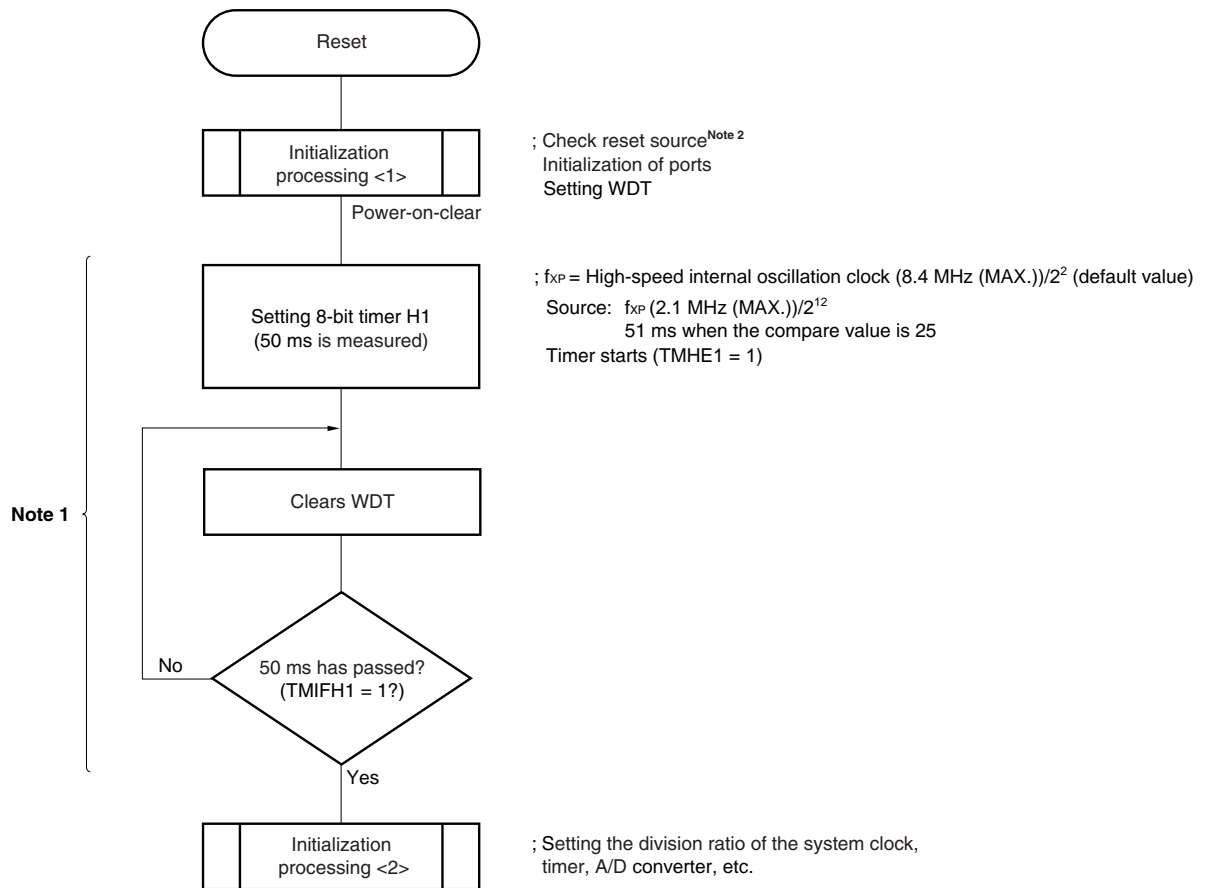 Reset
Initialization
processing <1>
; Check reset source Note 2
Initialization of ports
Setting WDT
Power-on-clear
Setting 8-bit timer H1
(50 ms is measured)
; fXP = High-speed internal oscillation clock (8.4 MHz (MAX.))/2² (default value)
Source: fXP (2.1 MHz (MAX.))/2¹²
51 ms when the compare value is 25
Timer starts (TMHE1 = 1)
Note 1
Clears WDT
No
50 ms has passed?
(TMIFH1 = 1?)
Yes
Initialization
processing <2>
; Setting the division ratio of the system clock,
timer, A/D converter, etc.